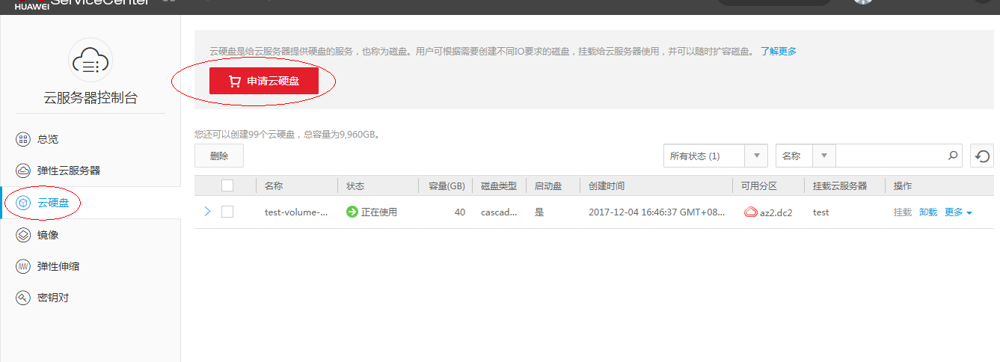 HUAWEI ServiceCenter
云服务器控制台
总览
弹性云服务器
云硬盘
镜像
弹性伸缩
密钥对
云硬盘是给云服务器提供硬盘的服务，也称为磁盘。用户可根据需要创建不同IO要求的磁盘，挂载给云服务器使用，并可以随时扩容磁盘。 了解更多
申请云硬盘
您还可以创建99个云硬盘，总容量为9,960GB。
删除 所有状态 (1) 名称
名称 状态 容量(GB) 磁盘类型 启动盘 创建时间 可用分区 挂载云服务器 操作
test-volume-... 正在使用 40 cascad... 是 2017-12-04 16:46:37 GMT+08... az2.dc2 test 挂载 卸载 更多